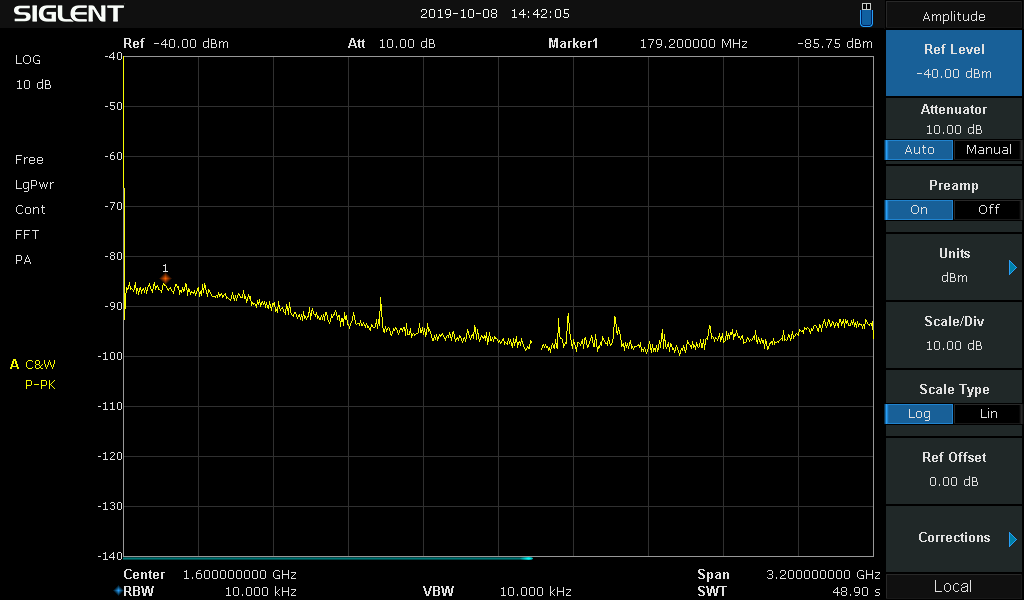 SIGLENT
2019-10-08 14:42:05
Amplitude
Ref -40.00 dBm Att 10.00 dB Marker1 179.200000 MHz -85.75 dBm
LOG
10 dB
Free
LgPwr
Cont
FFT
PA
A C&W
P-PK
-40
-50
-60
-70
-80
-90
-100
-110
-120
-130
-140
1
Ref Level
-40.00 dBm
Attenuator
10.00 dB
Auto Manual
Preamp
On Off
Units
dBm
Scale/Div
10.00 dB
Scale Type
Log Lin
Ref Offset
0.00 dB
Corrections
Local
Center 1.600000000 GHz Span 3.200000000 GHz
RBW 10.000 kHz VBW 10.000 kHz SWT 48.90 s